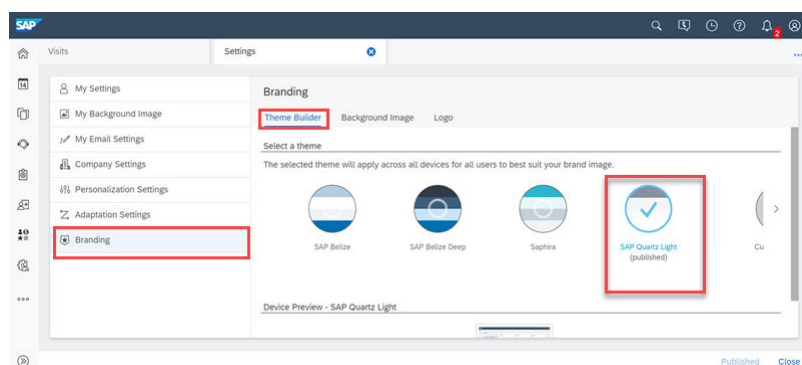 SAP
2
Visits
Settings
14
My Settings
My Background Image
My Email Settings
Company Settings
Personalization Settings
Adaptation Settings
Branding
Branding
Theme Builder Background Image Logo
Select a theme
The selected theme will apply across all devices for all users to best suit your brand image.
SAP Belize SAP Belize Deep Saphira SAP Quartz Light Cu
(published)
Device Preview - SAP Quartz Light
Published Close